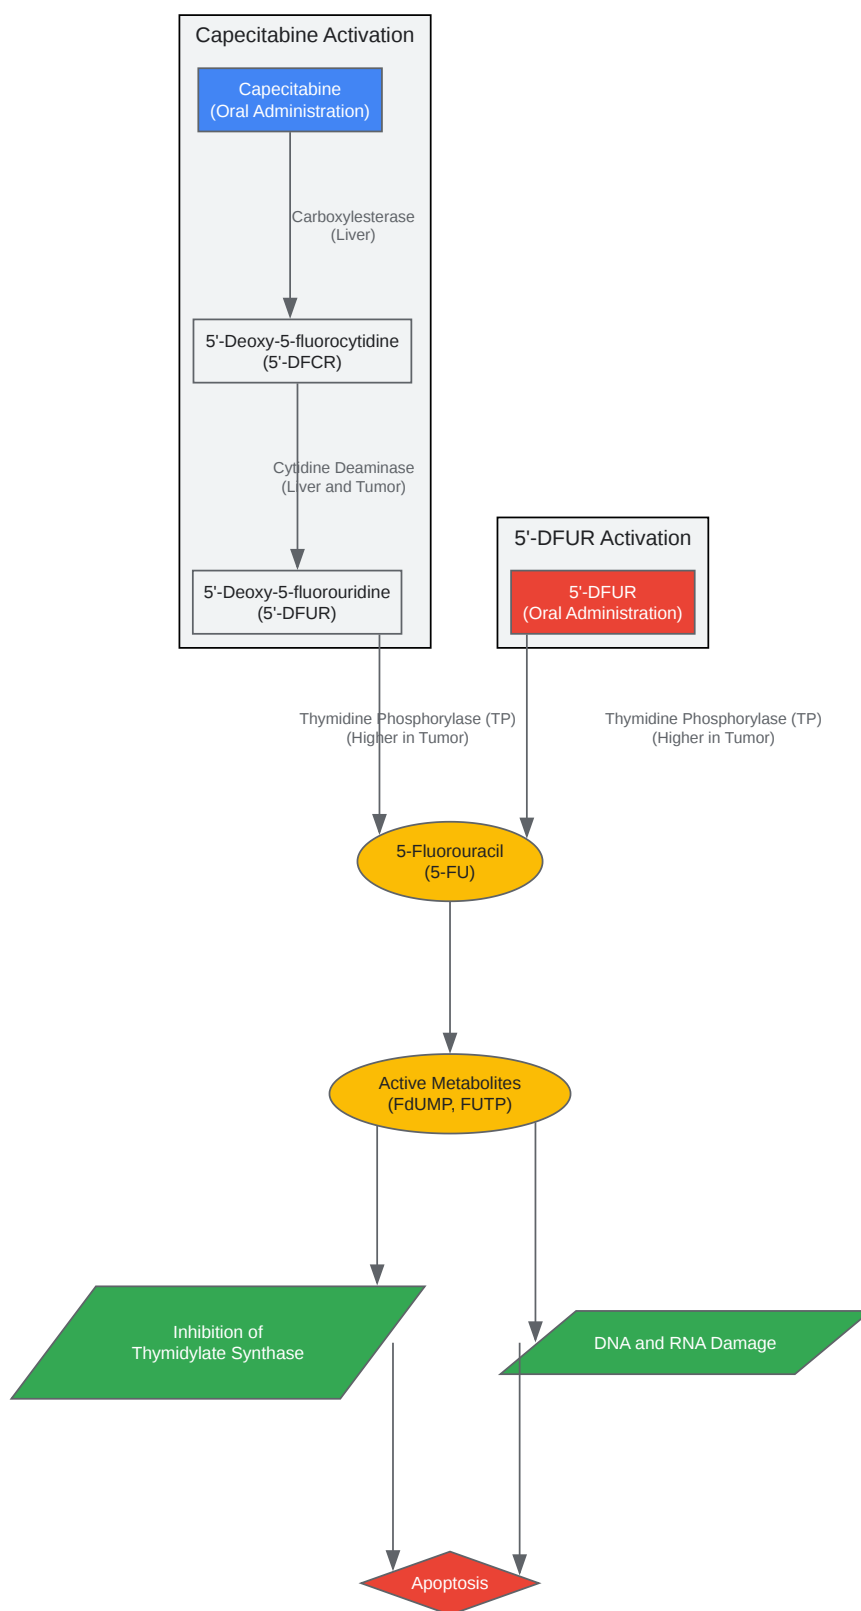 Capecitabine Activation
Capecitabine
(Oral Administration)
Carboxylesterase
(Liver)
5'-Deoxy-5-fluorocytidine
(5'-DFCR)
Cytidine Deaminase
(Liver and Tumor)
5'-DFUR Activation
5'-Deoxy-5-fluorouridine
(5'-DFUR)
5'-DFUR
(Oral Administration)
Thymidine Phosphorylase (TP)
(Higher in Tumor)
Thymidine Phosphorylase (TP)
(Higher in Tumor)
5-Fluorouracil
(5-FU)
Active Metabolites
(FdUMP, FUTP)
Inhibition of
Thymidylate Synthase
DNA and RNA Damage
Apoptosis